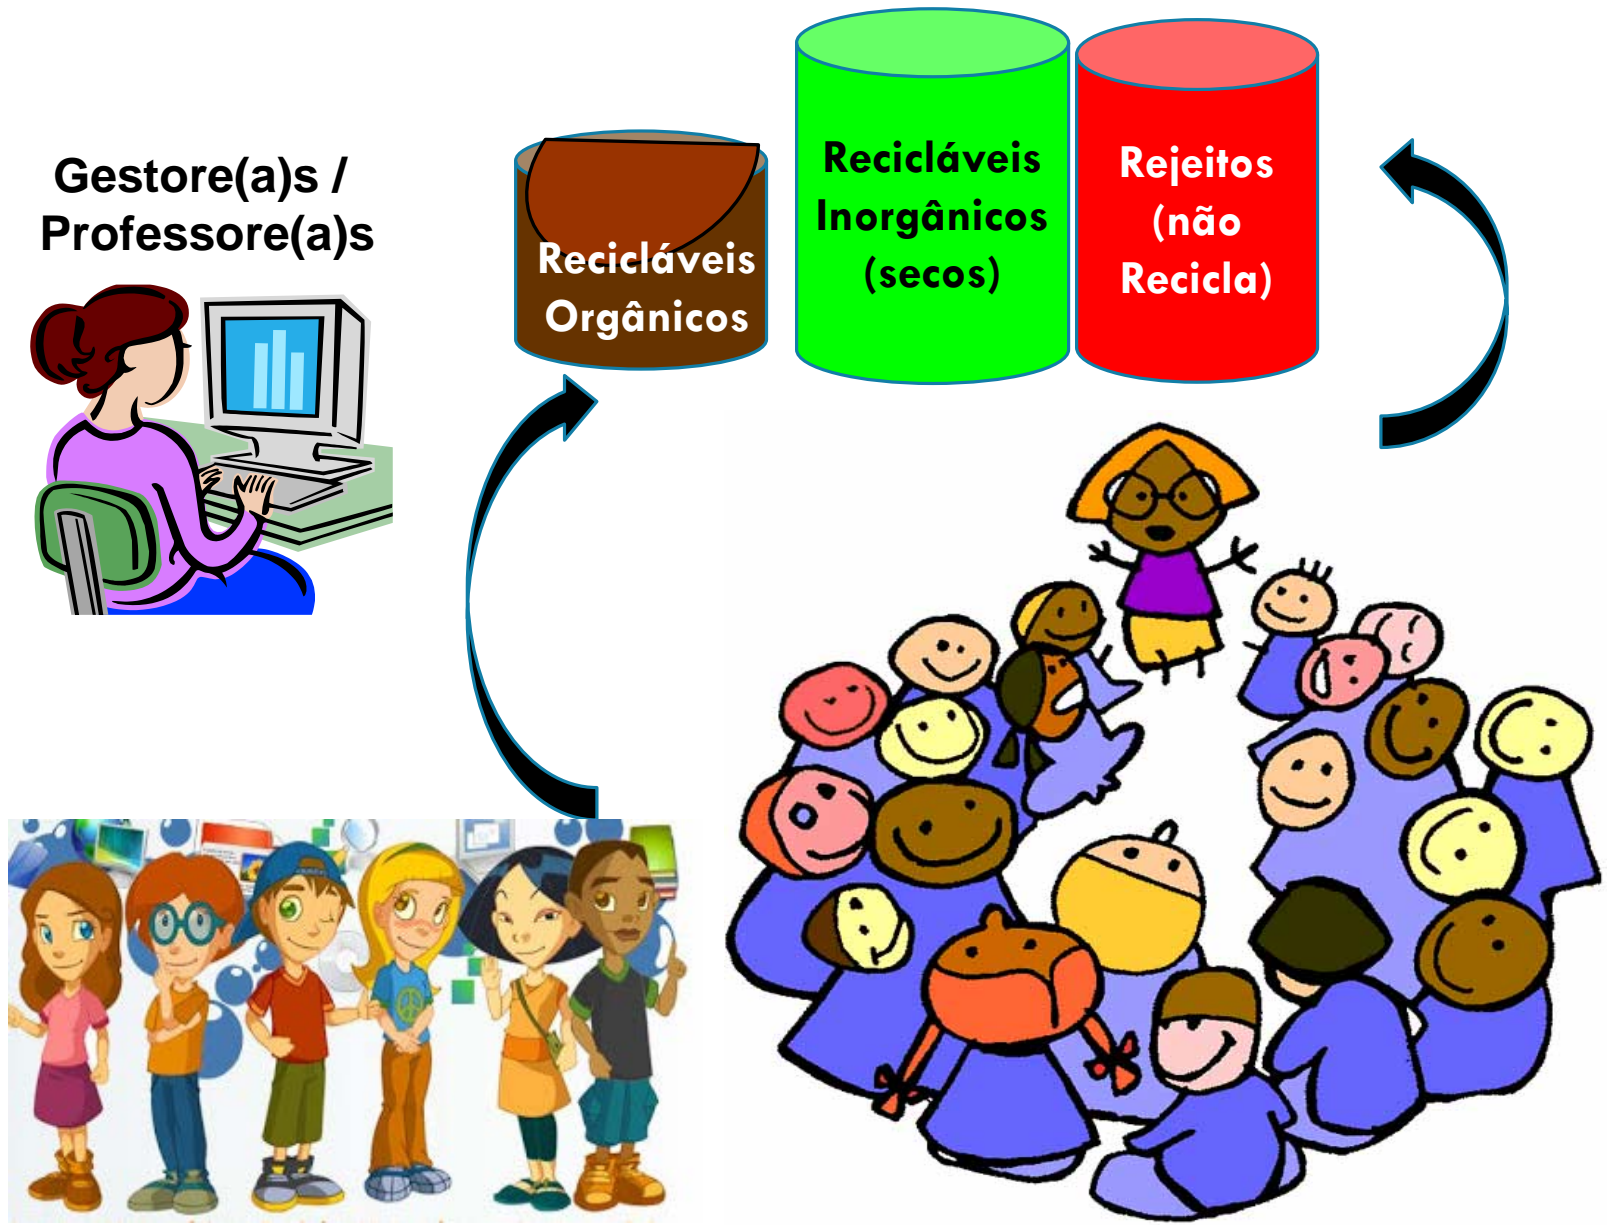 Gestore(a)s /
Professore(a)s
Recicláveis
Orgânicos
Recicláveis
Inorgânicos
(secos)
Rejeitos
(não
Recicla)